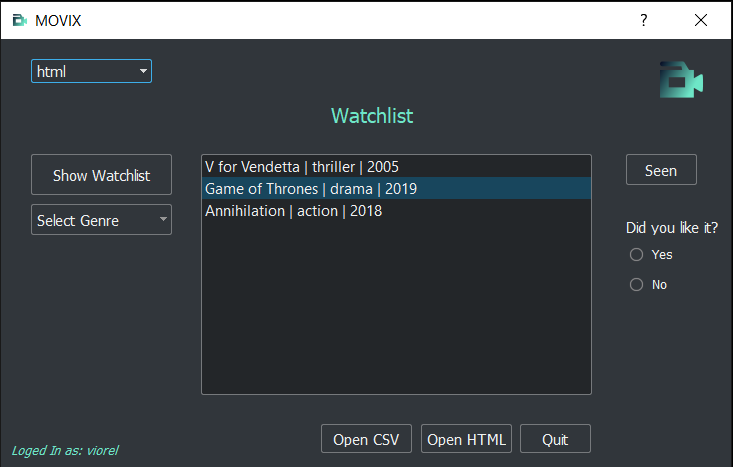 MOVIX
?
html
Watchlist
Show Watchlist
Select Genre
V for Vendetta | thriller | 2005
Game of Thrones | drama | 2019
Annihilation | action | 2018
Seen
Did you like it?
Yes
No
Open CSV
Open HTML
Quit
Loged In as: viorel